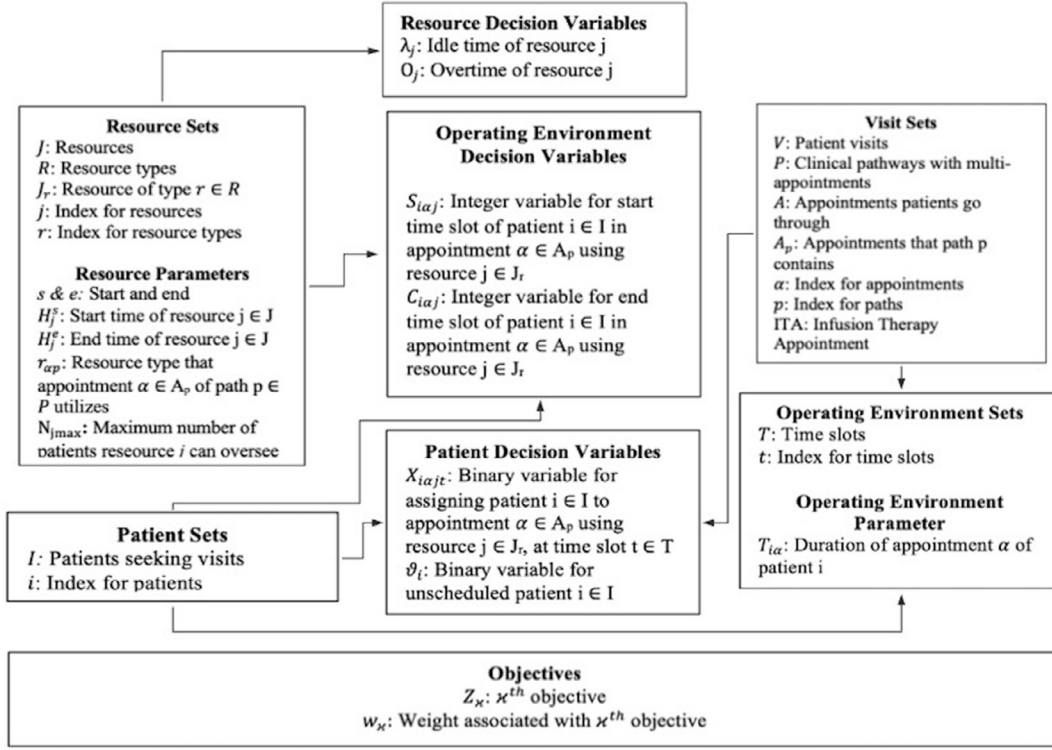 Resource Decision Variables
λj: Idle time of resource j
Oj: Overtime of resource j
Resource Sets
J: Resources
R: Resource types
Jr: Resource of type r ∈ R
j: Index for resources
r: Index for resource types
Resource Parameters
s & e: Start and end
H_j^s: Start time of resource j ∈ J
H_j^e: End time of resource j ∈ J
r_αp: Resource type that
appointment α ∈ Ap of path p ∈
P utilizes
N_jmax: Maximum number of
patients reseource i can oversee
Operating Environment
Decision Variables
S_iαj: Integer variable for start
time slot of patient i ∈ I in
appointment α ∈ Ap using
resource j ∈ Jr
C_iαj: Integer variable for end
time slot of patient i ∈ I in
appointment α ∈ Ap using
resource j ∈ Jr
Visit Sets
V: Patient visits
P: Clinical pathways with multi-
appointments
A: Appointments patients go
through
Ap: Appointments that path p
contains
α: Index for appointments
p: Index for paths
ITA: Infusion Therapy
Appointment
Patient Sets
I: Patients seeking visits
i: Index for patients
Patient Decision Variables
X_iαjt: Binary variable for
assigning patient i ∈ I to
appointment α ∈ Ap using
resource j ∈ Jr, at time slot t ∈ T
ϑi: Binary variable for
unscheduled patient i ∈ I
Operating Environment Sets
T: Time slots
t: Index for time slots
Operating Environment
Parameter
T_iα: Duration of appointment α of
patient i
Objectives
Zϰ: ϰ^th objective
wϰ: Weight associated with ϰ^th objective